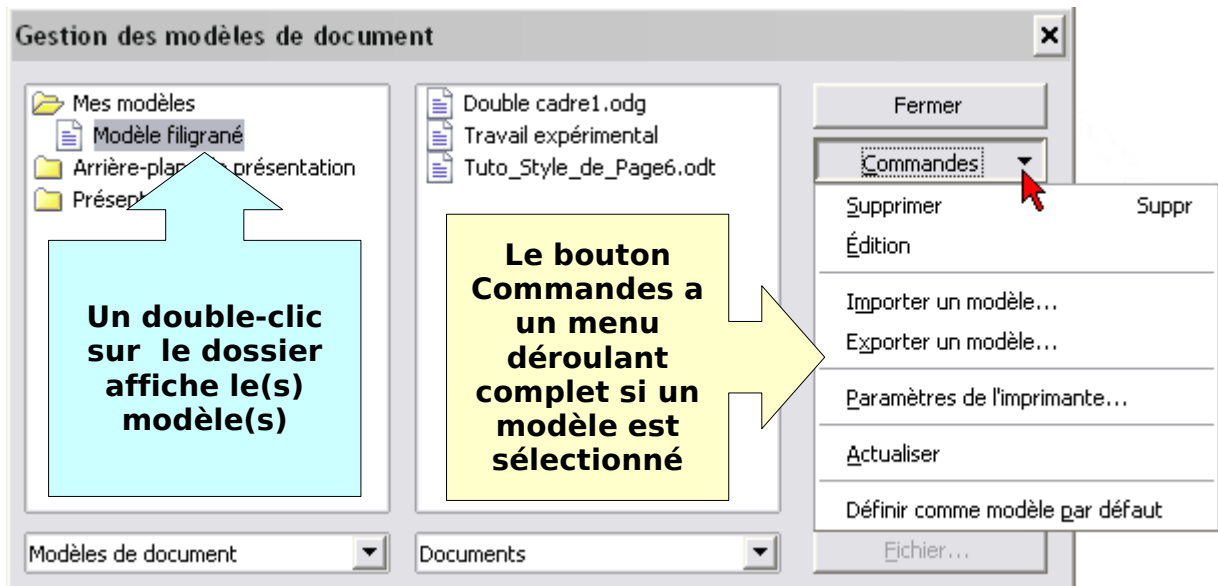 Gestion des modèles de document
Mes modèles
Modèle filigrané
Arrière-plan présentation
Présent
Un double-clic
sur le dossier
affiche le(s)
modèle(s)
Modèles de document
Double cadre1.odg
Travail expérimental
Tuto_Style_de_Page6.odt
Le bouton
Commandes a
un menu
déroulant
complet si un
modèle est
sélectionné
Documents
Fermer
Commandes
Supprimer Suppr
Édition
Importer un modèle...
Exporter un modèle...
Paramètres de l'imprimante...
Actualiser
Définir comme modèle par défaut
Fichier...